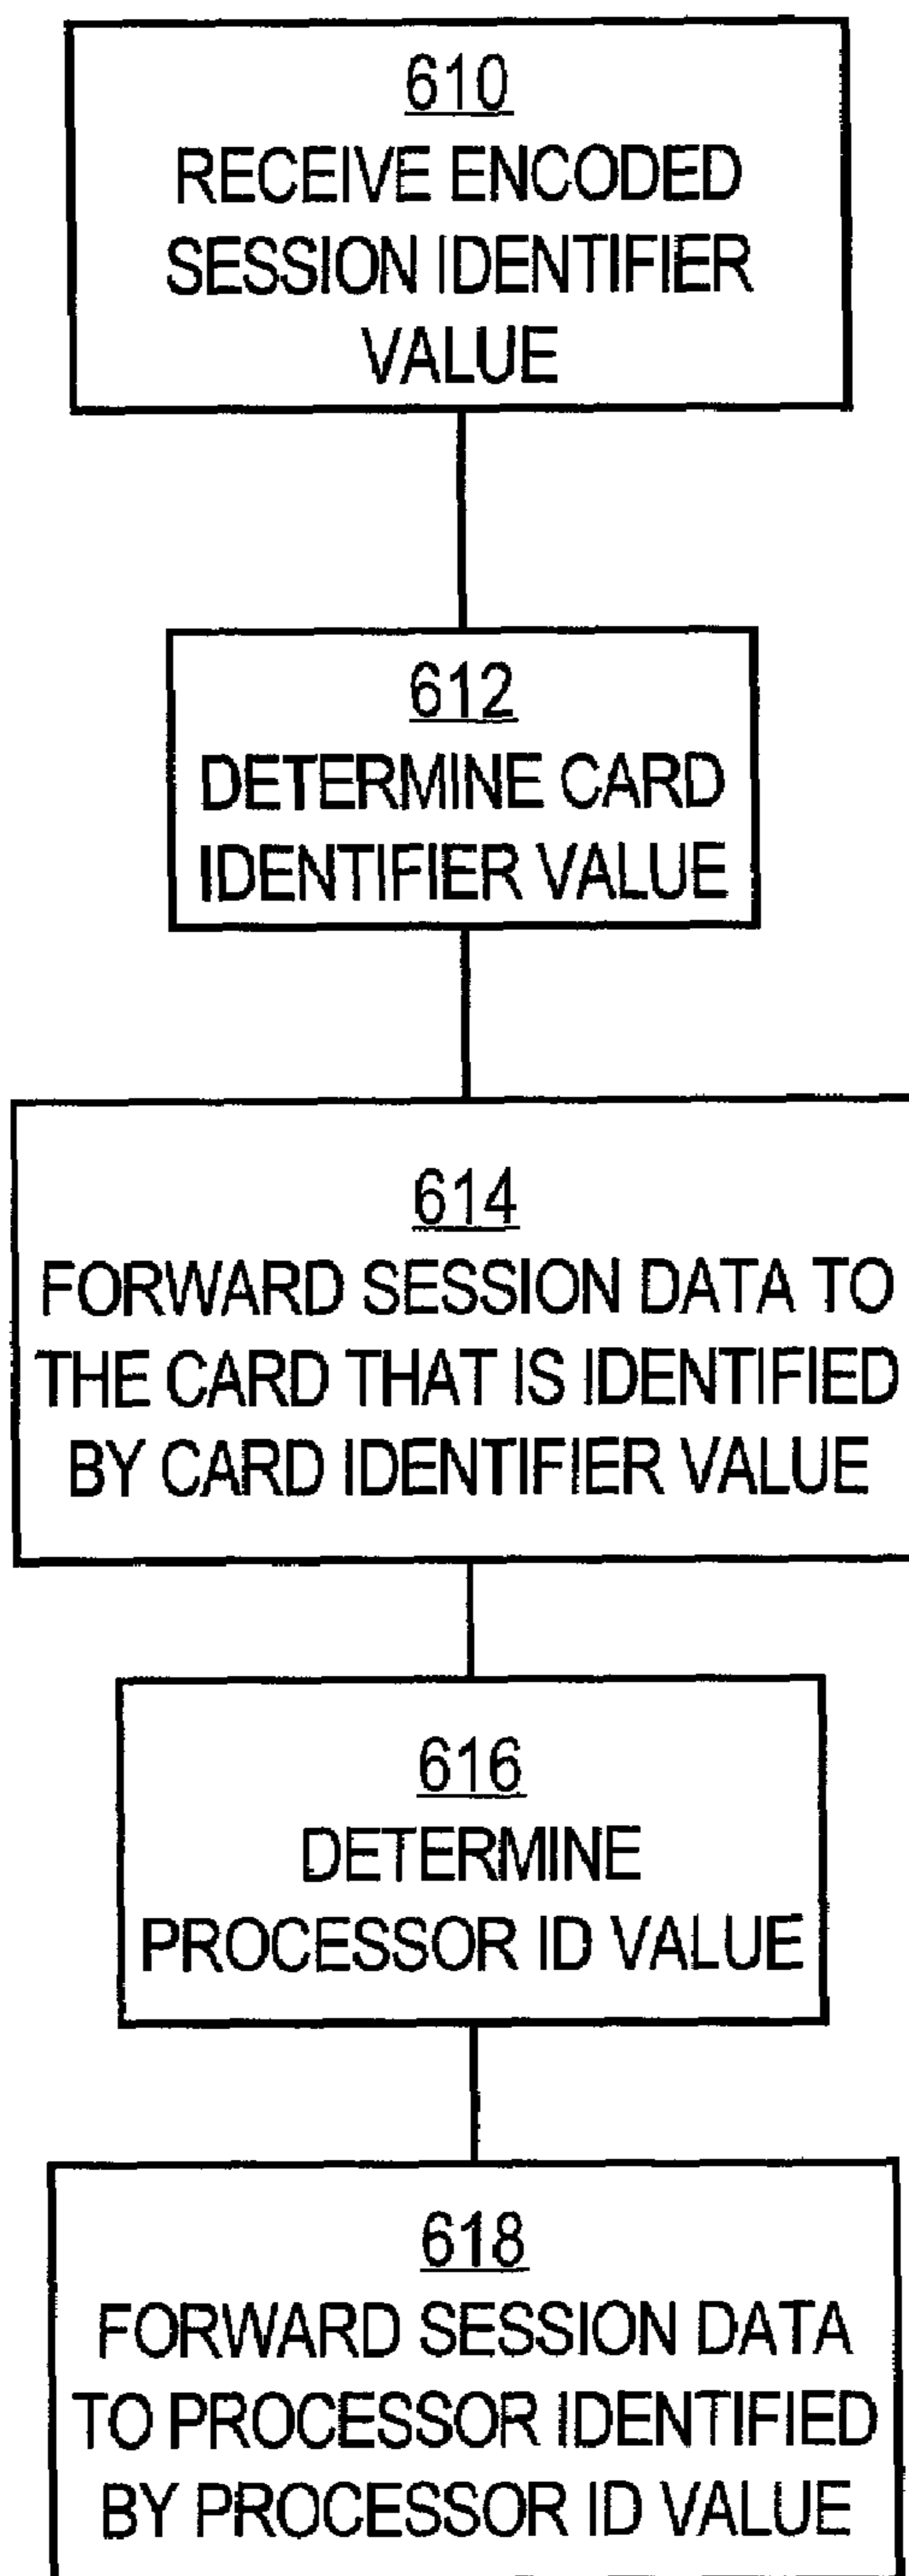 610
RECEIVE ENCODED
SESSION IDENTIFIER
VALUE
612
DETERMINE CARD
IDENTIFIER VALUE
614
FORWARD SESSION DATA TO
THE CARD THAT IS IDENTIFIED
BY CARD IDENTIFIER VALUE
616
DETERMINE
PROCESSOR ID VALUE
618
FORWARD SESSION DATA
TO PROCESSOR IDENTIFIED
BY PROCESSOR ID VALUE